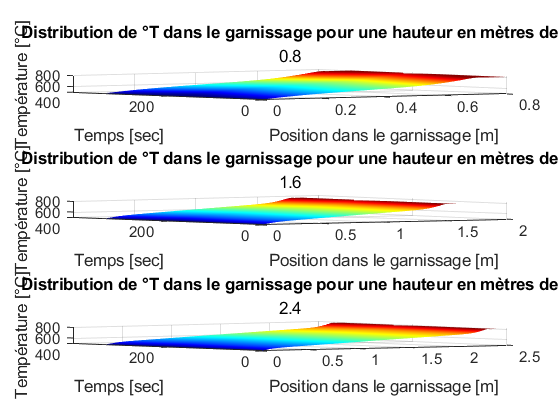 Distribution de °T dans le garnissage pour une hauteur en mètres de
0.8
Température [°C]
800
600
400
200
0
0
0.2
0.4
0.6
0.8
Temps [sec]
Position dans le garnissage [m]
Distribution de °T dans le garnissage pour une hauteur en mètres de
1.6
Température [°C]
800
600
400
200
0
0
0.5
1
1.5
2
Temps [sec]
Position dans le garnissage [m]
Distribution de °T dans le garnissage pour une hauteur en mètres de
2.4
Température [°C]
800
600
400
200
0
0
0.5
1
1.5
2
2.5
Temps [sec]
Position dans le garnissage [m]